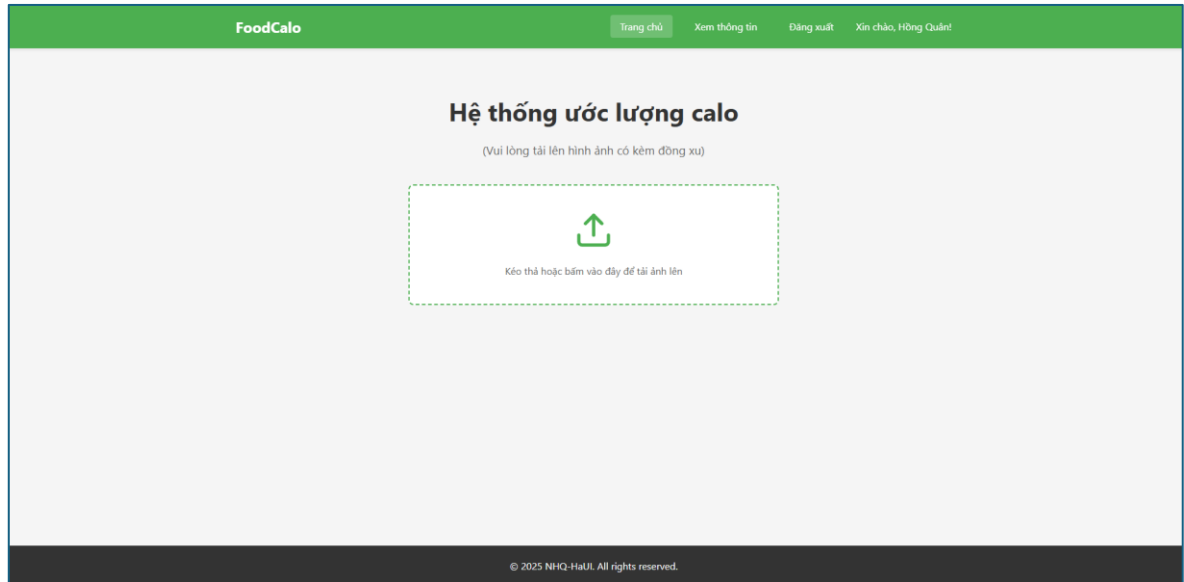 FoodCalo
Trang chủ Xem thông tin Đăng xuất Xin chào, Hồng Quân!
Hệ thống ước lượng calo
(Vui lòng tải lên hình ảnh có kèm đồng xu)
Kéo thả hoặc bấm vào đây để tải ảnh lên
© 2025 NHQ-HaUI. All rights reserved.